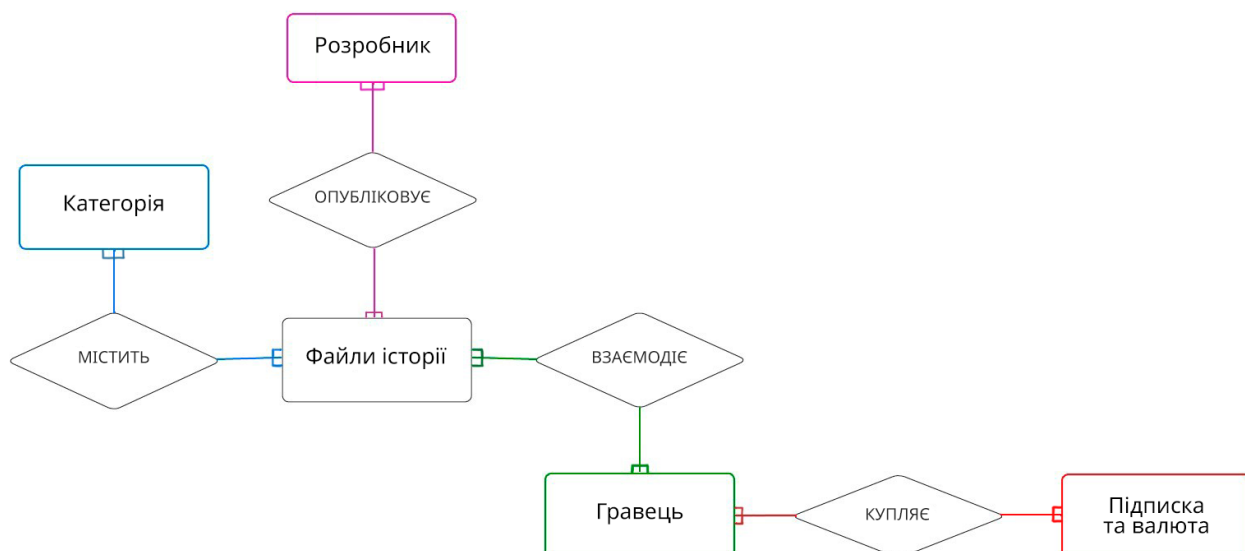 Розробник
ОПУБЛІКОВУЄ
Категорія
МІСТИТЬ
Файли історії
ВЗАЄМОДІЄ
Гравець
КУПЛЯЄ
Підписка
та валюта